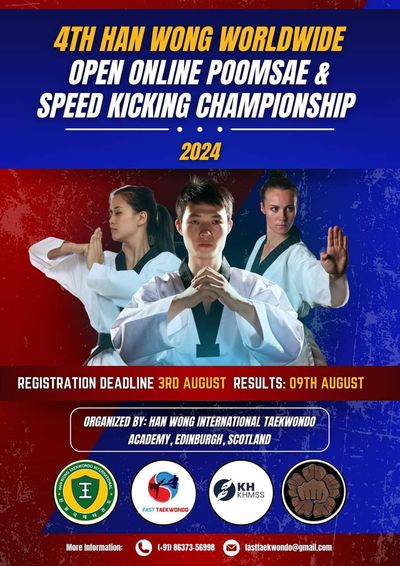 4TH HAN WONG WORLDWIDE
OPEN ONLINE POOMSAE &
SPEED KICKING CHAMPIONSHIP
2024
REGISTRATION DEADLINE 3RD AUGUST RESULTS: 09TH AUGUST
ORGANIZED BY: HAN WONG INTERNATIONAL TAEKWONDO
ACADEMY, EDINBURGH, SCOTLAND
FAST TAEKWONDO
KH
KHMSS
More Information: (+91) 86373-56998 fasttaekwondo@gmail.com